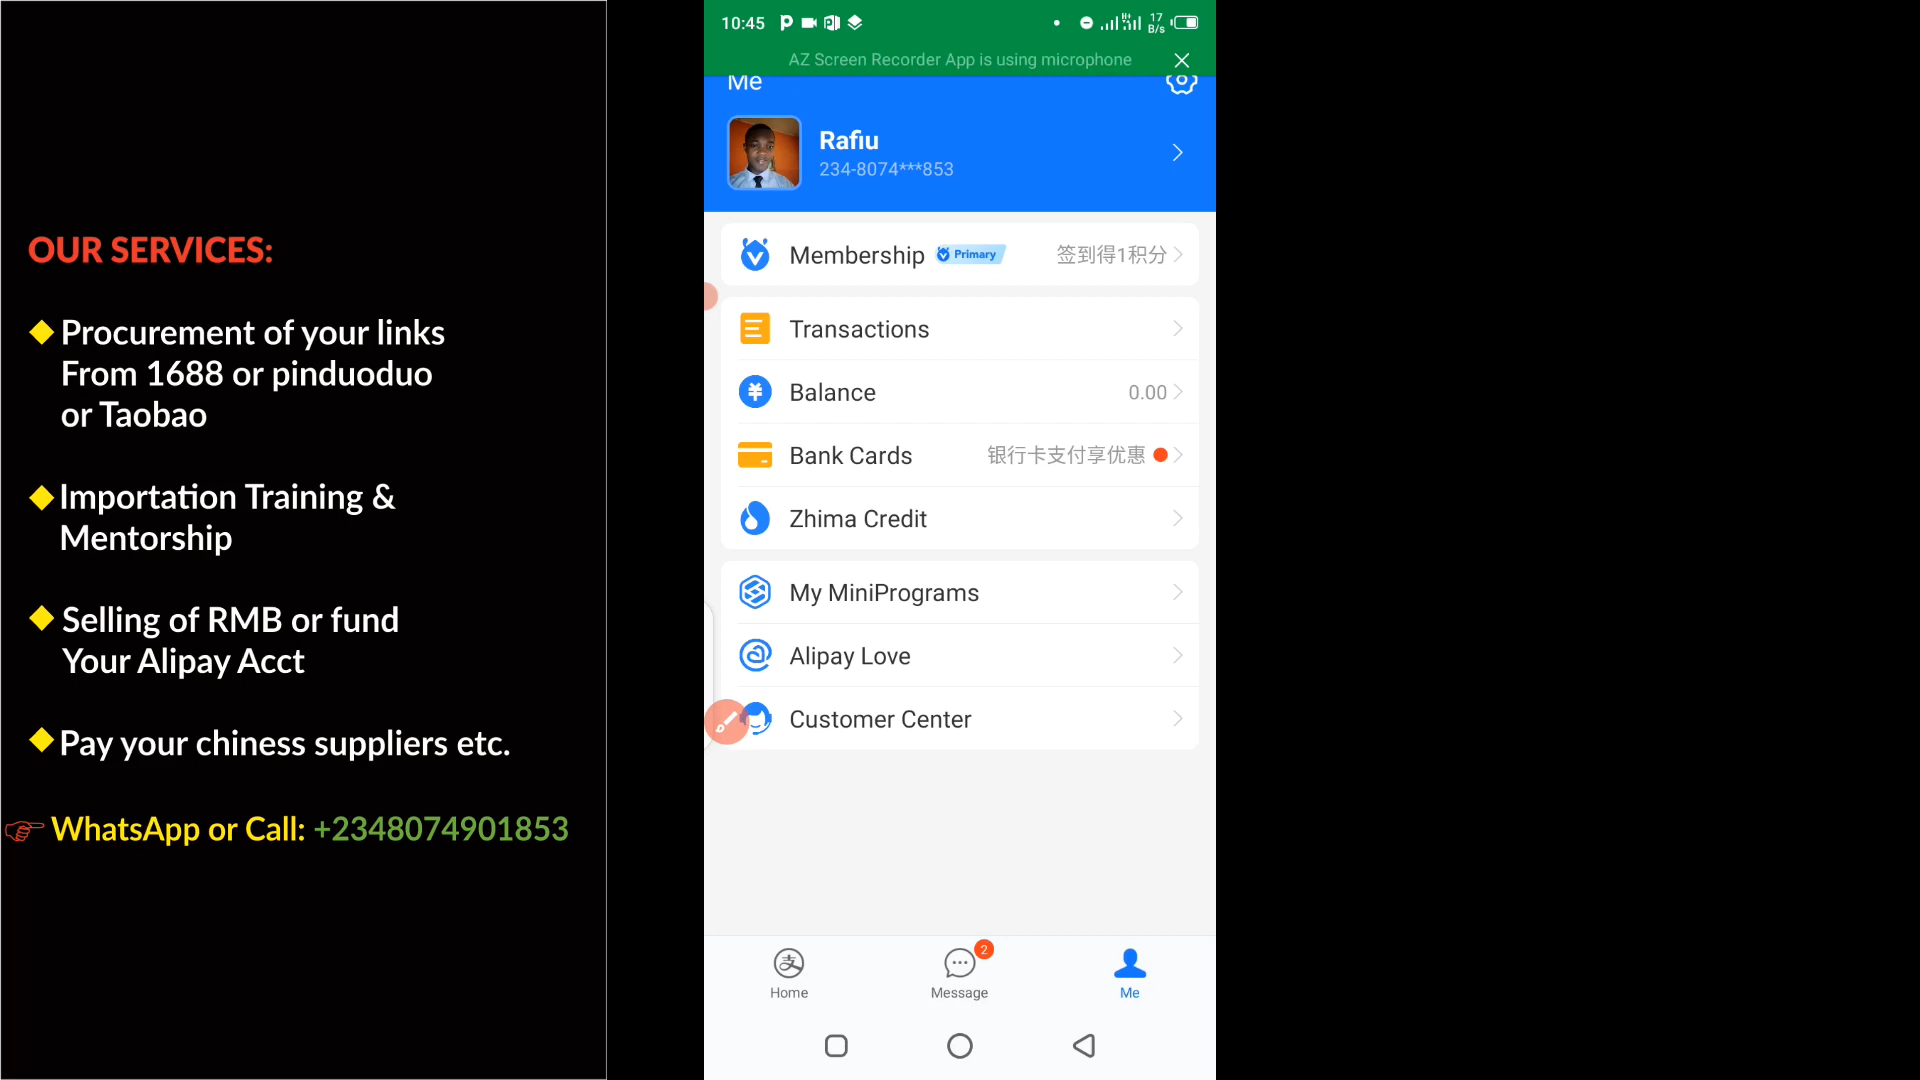 OUR SERVICES:
Procurement of your links
From 1688 or pinduoduo
or Taobao
Importation Training &
Mentorship
Selling of RMB or fund
Your Alipay Acct
Pay your chiness suppliers etc.
WhatsApp or Call: +2348074901853
10:45
17
B/s
AZ Screen Recorder App is using microphone
Me
Rafiu
234-8074***853
Membership Primary 签到得1积分
Transactions
Balance 0.00
Bank Cards 银行卡支付享优惠
Zhima Credit
My MiniPrograms
Alipay Love
Customer Center
支
2
Home
Message
Me